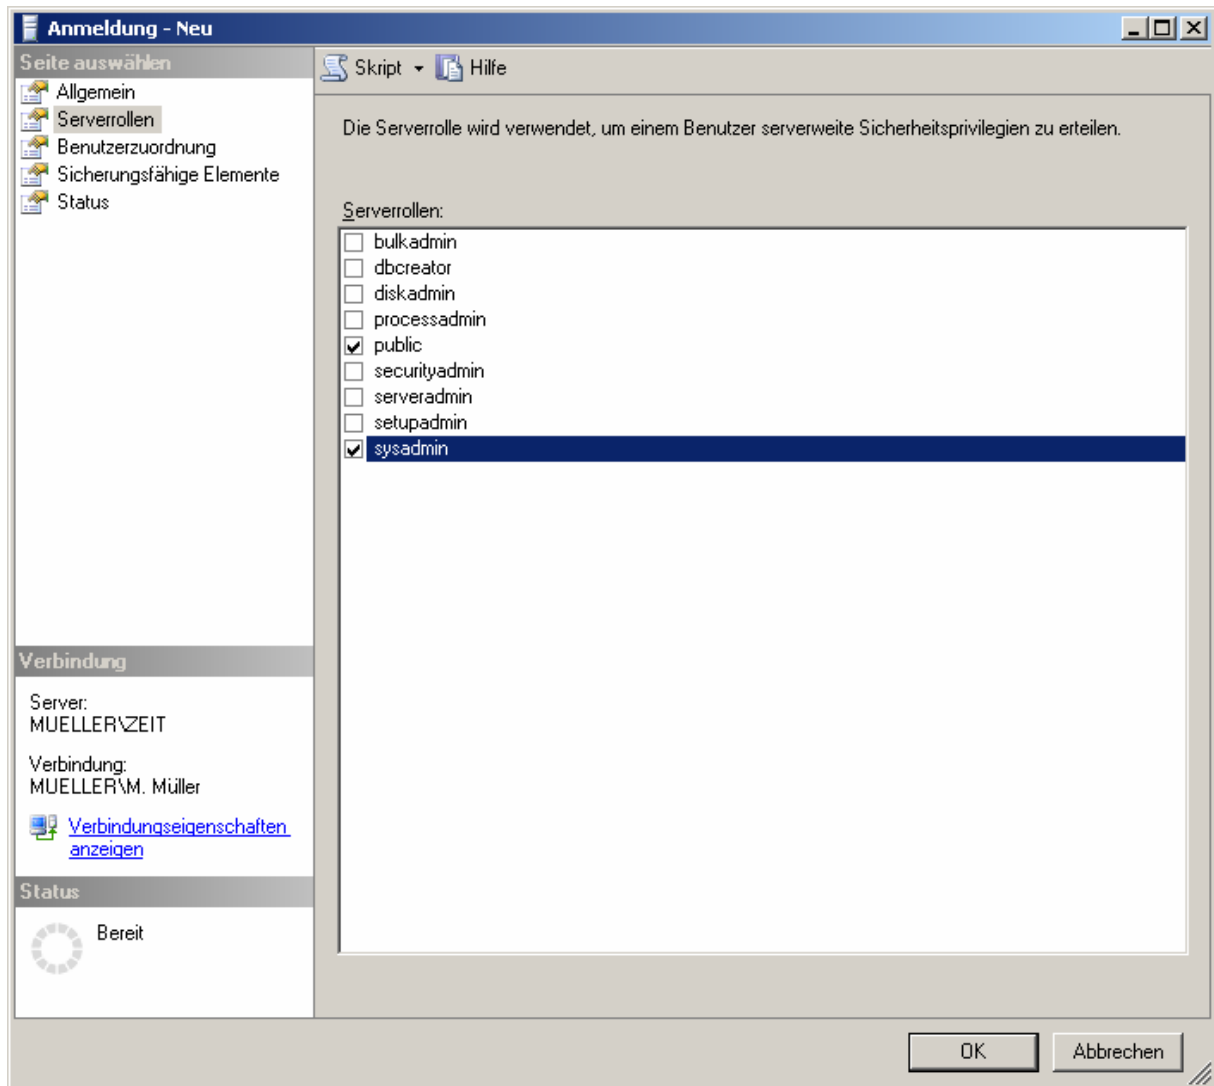 Anmeldung - Neu
Seite auswählen
Allgemein
Serverrollen
Benutzerzuordnung
Sicherungsfähige Elemente
Status
Skript
Hilfe
Die Serverrolle wird verwendet, um einem Benutzer serverweite Sicherheitsprivilegien zu erteilen.
Serverrollen:
bulkadmin
dbcreator
diskadmin
processadmin
public
securityadmin
serveradmin
setupadmin
sysadmin
Verbindung
Server:
MUELLER\ZEIT
Verbindung:
MUELLER\M. Müller
Verbindungseigenschaften
anzeigen
Status
Bereit
OK
Abbrechen